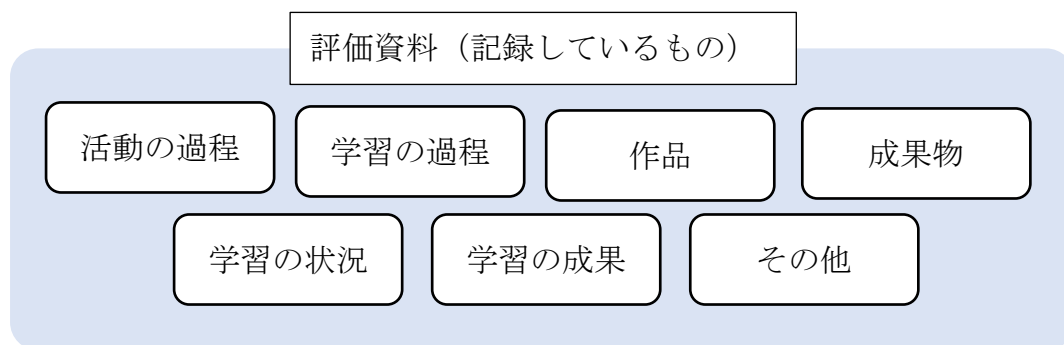 評価資料（記録しているもの）
活動の過程
学習の過程
作品
成果物
学習の状況
学習の成果
その他